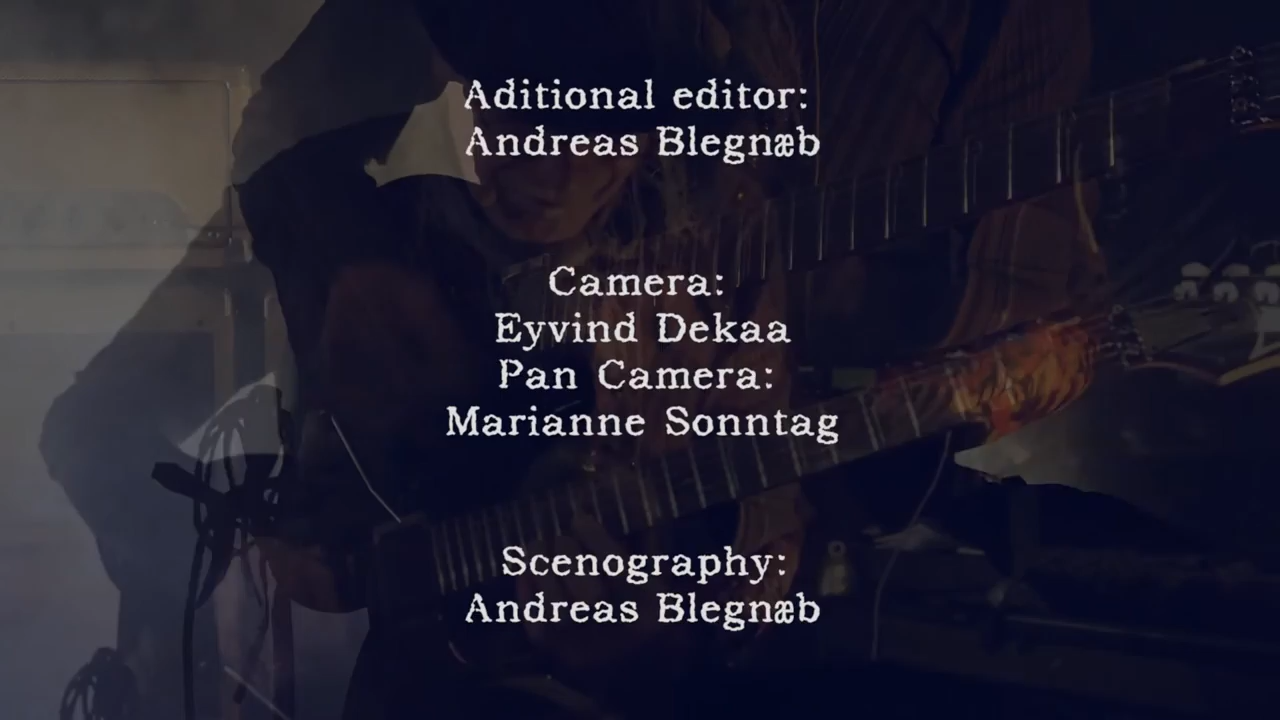 Aditional editor:
Andreas Blegnæb
Camera:
Eyvind Dekaa
Pan Camera:
Marianne Sonntag
Scenography:
Andreas Blegnæb